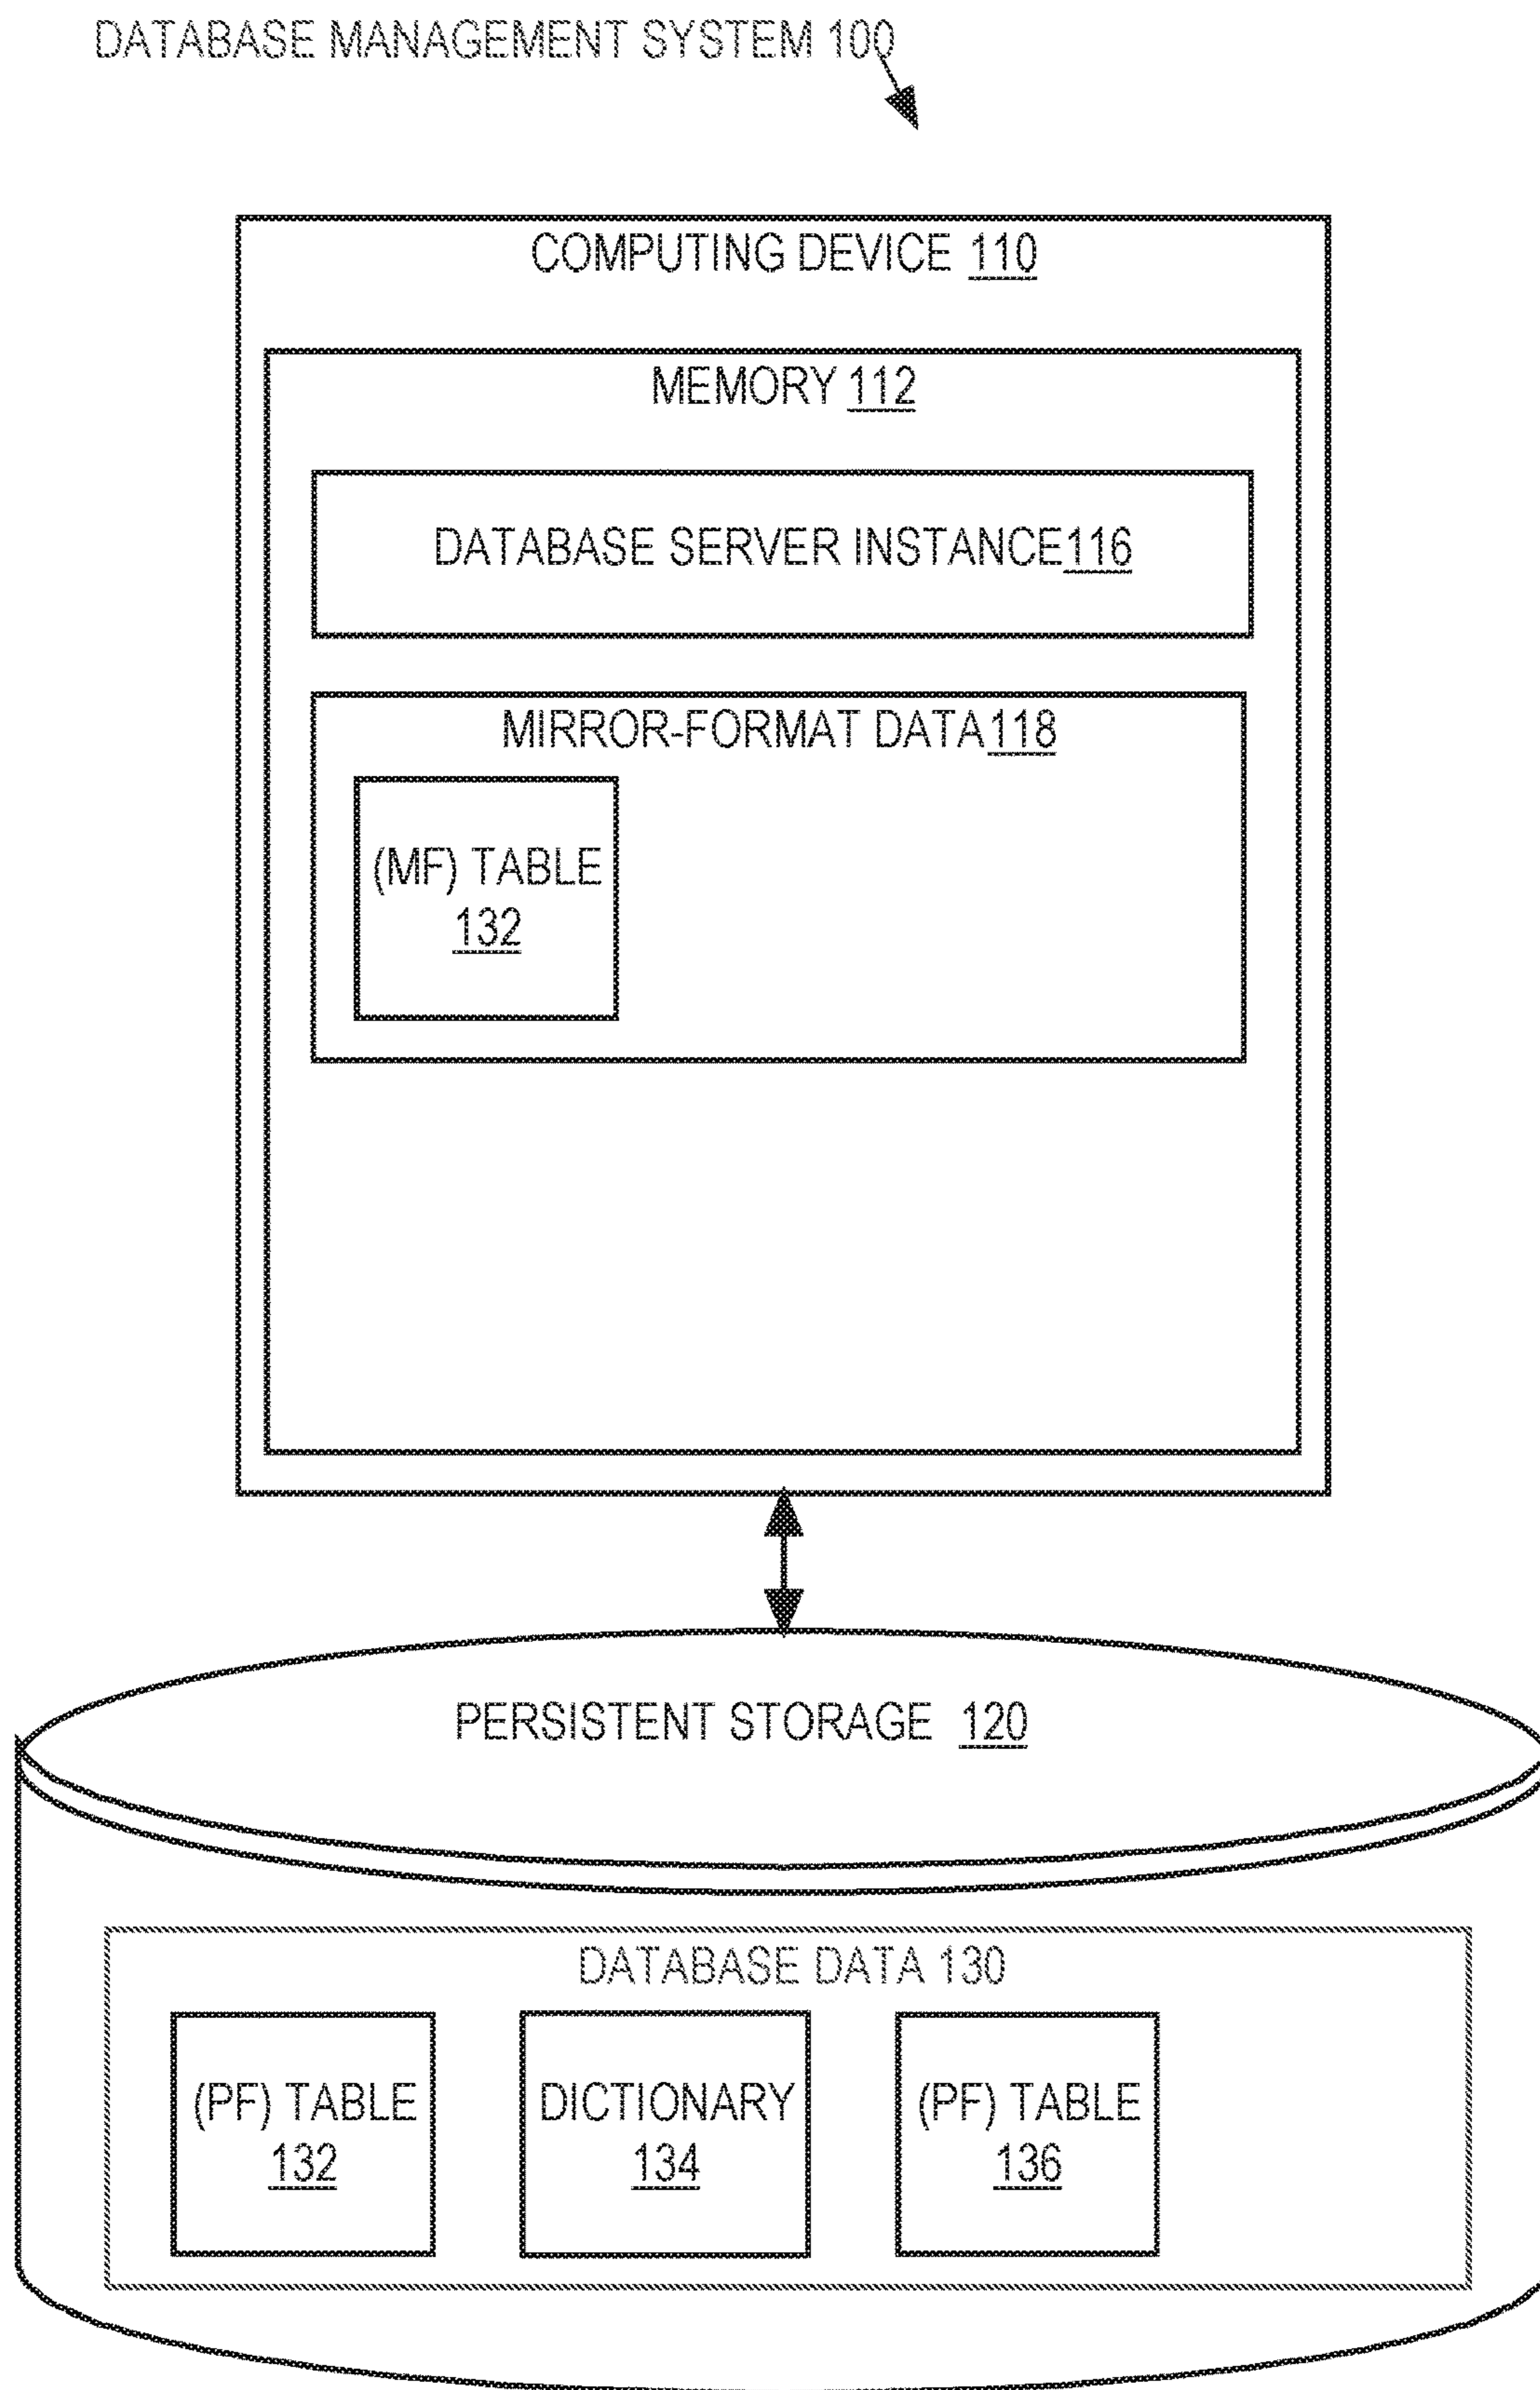 DATABASE MANAGEMENT SYSTEM 100
COMPUTING DEVICE 110
MEMORY 112
DATABASE SERVER INSTANCE116
MIRROR-FORMAT DATA118
(MF) TABLE
132
PERSISTENT STORAGE 120
DATABASE DATA 130
(PF) TABLE
132
DICTIONARY
134
(PF) TABLE
136